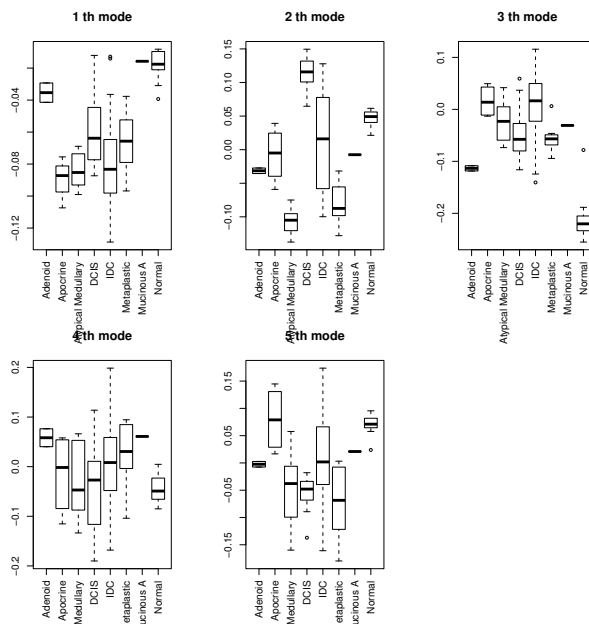 1 th mode
2 th mode
3 th mode
−0.04
−0.08
−0.12
0.15
0.10
0.05
0.00
−0.10
0.0
−0.1
−0.2
Adenoid
Apocrine
Atypical Medullary
DCIS
IDC
Metaplastic
Mucinous A
Normal
Adenoid
Apocrine
Atypical Medullary
DCIS
IDC
Metaplastic
Mucinous A
Normal
Adenoid
Apocrine
Atypical Medullary
DCIS
IDC
Metaplastic
Mucinous A
Normal
4 th mode
5 th mode
0.2
0.1
0.0
−0.1
−0.2
0.15
0.05
−0.05
−0.15
Adenoid
Apocrine
Medullary
DCIS
IDC
etaplastic
ucinous A
Normal
Adenoid
Apocrine
Medullary
DCIS
IDC
etaplastic
ucinous A
Normal